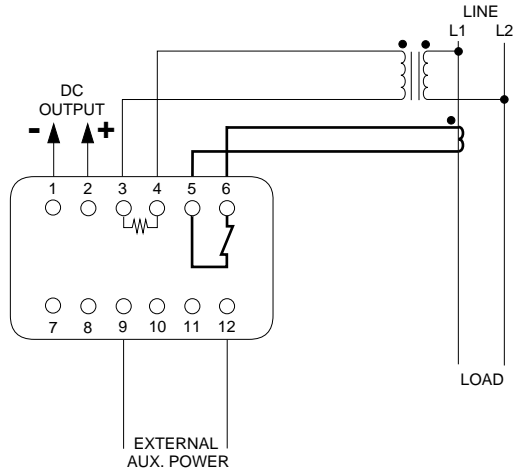 LINE
L1 L2
DC
OUTPUT
- +
1 2 3 4 5 6
7 8 9 10 11 12
LOAD
EXTERNAL
AUX. POWER